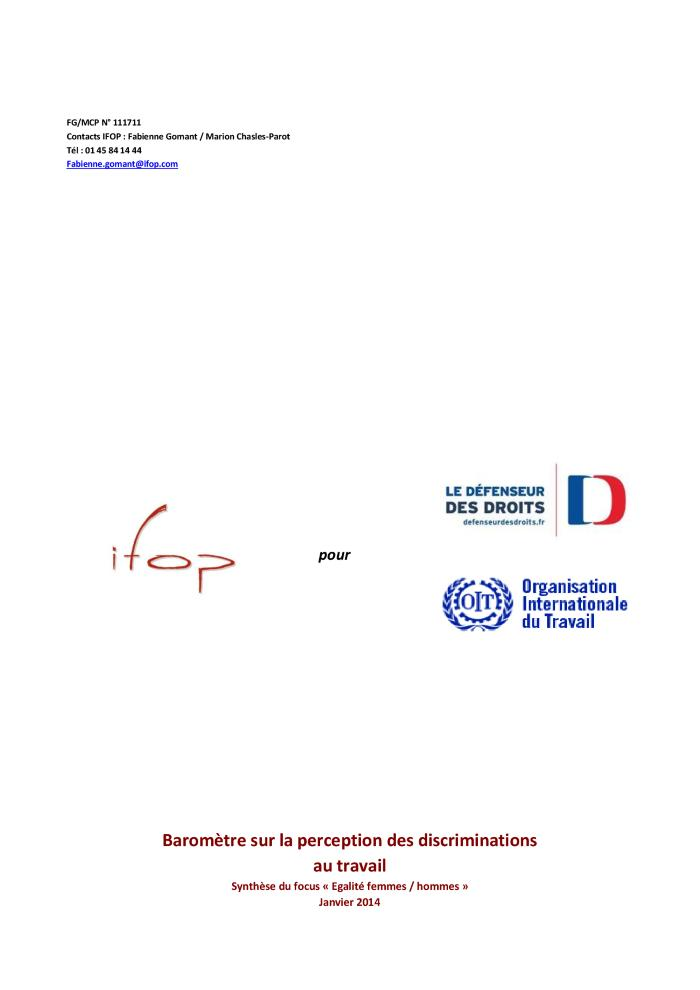 FG/MCP N° 111711
Contacts IFOP : Fabienne Gomant / Marion Chasles-Parot
Tél : 01 45 84 14 44
Fabienne.gomant@ifop.com
LE DÉFENSEUR
DES DROITS
defenseurdesdroits.fr
ifop
pour
OIT
Organisation
Internationale
du Travail
Baromètre sur la perception des discriminations
au travail
Synthèse du focus « Egalité femmes / hommes »
Janvier 2014